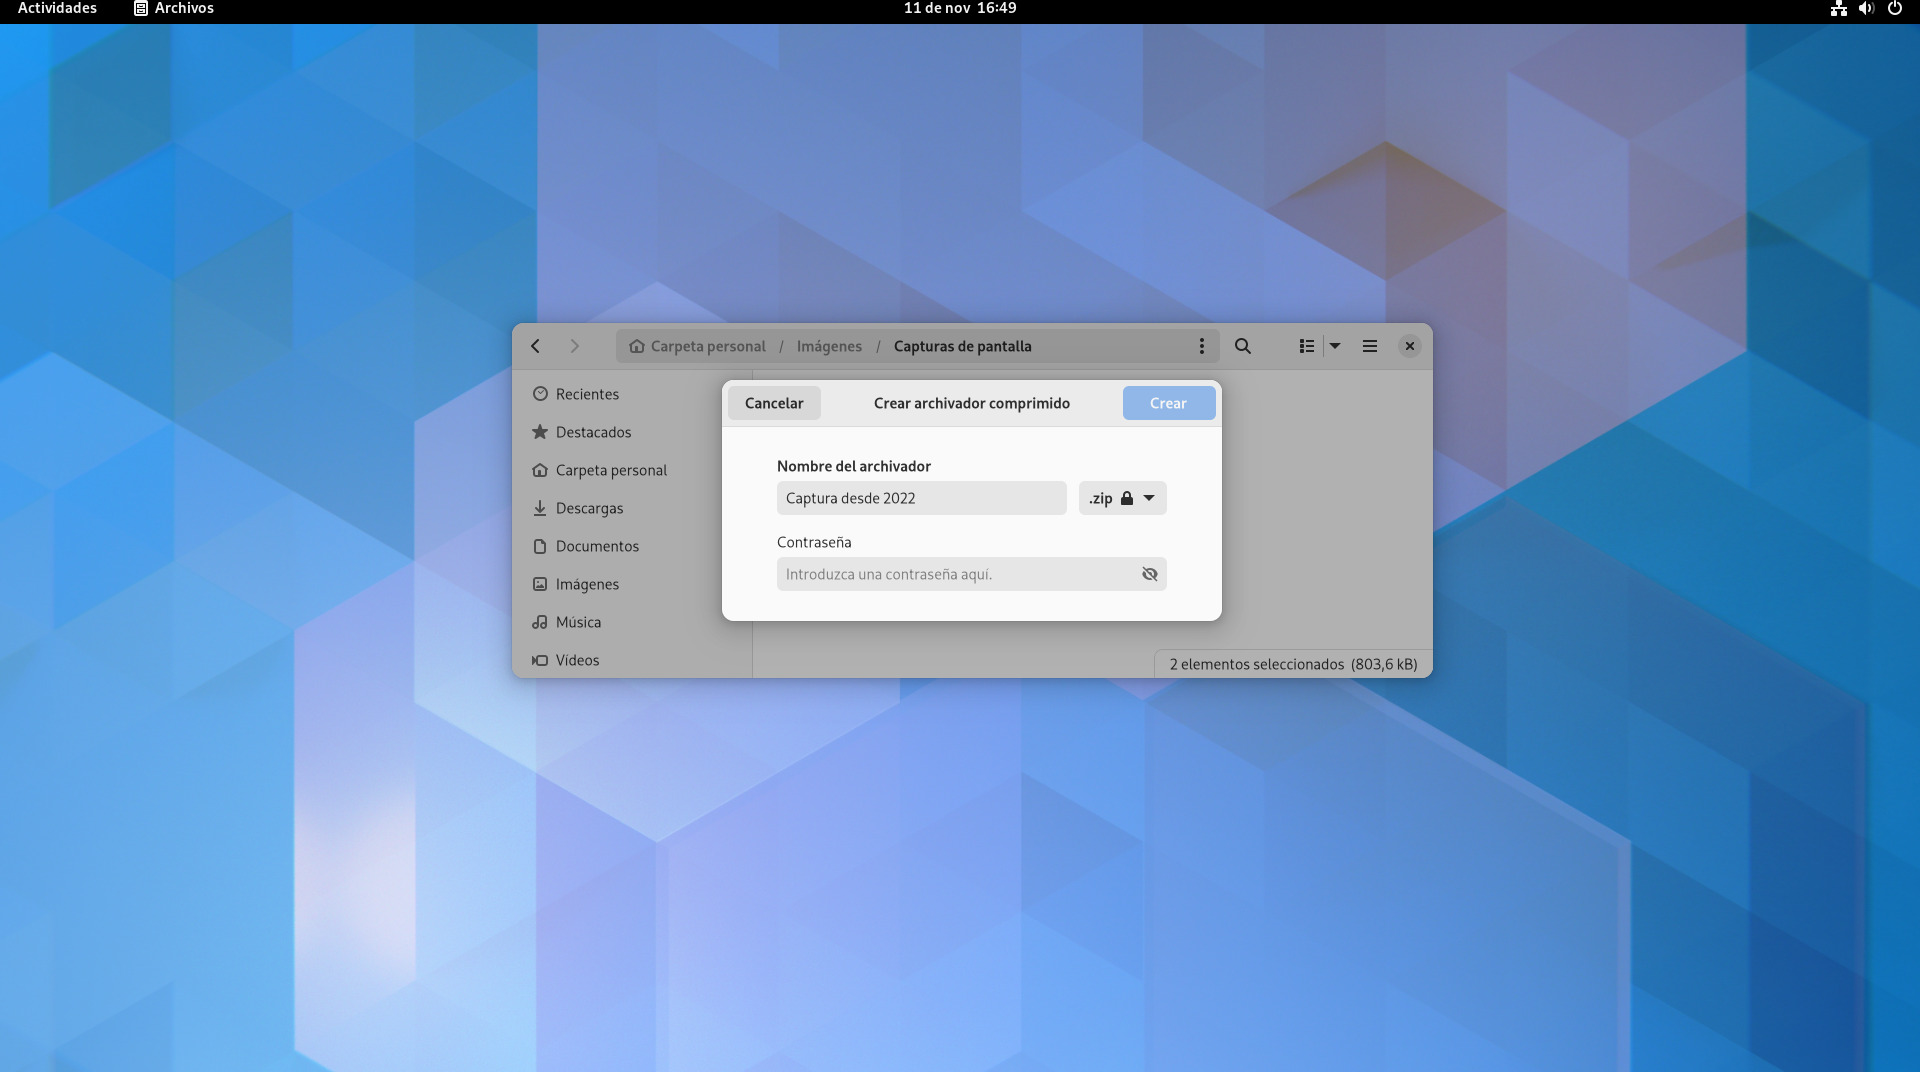 Actividades Archivos 11 de nov 16:49
Carpeta personal / Imágenes / Capturas de pantalla
Recientes
Destacados
Carpeta personal
Descargas
Documentos
Imágenes
Música
Vídeos
Cancelar Crear archivador comprimido Crear
Nombre del archivador
Captura desde 2022 .zip
Contraseña
Introduzca una contraseña aquí.
2 elementos seleccionados (803,6 kB)